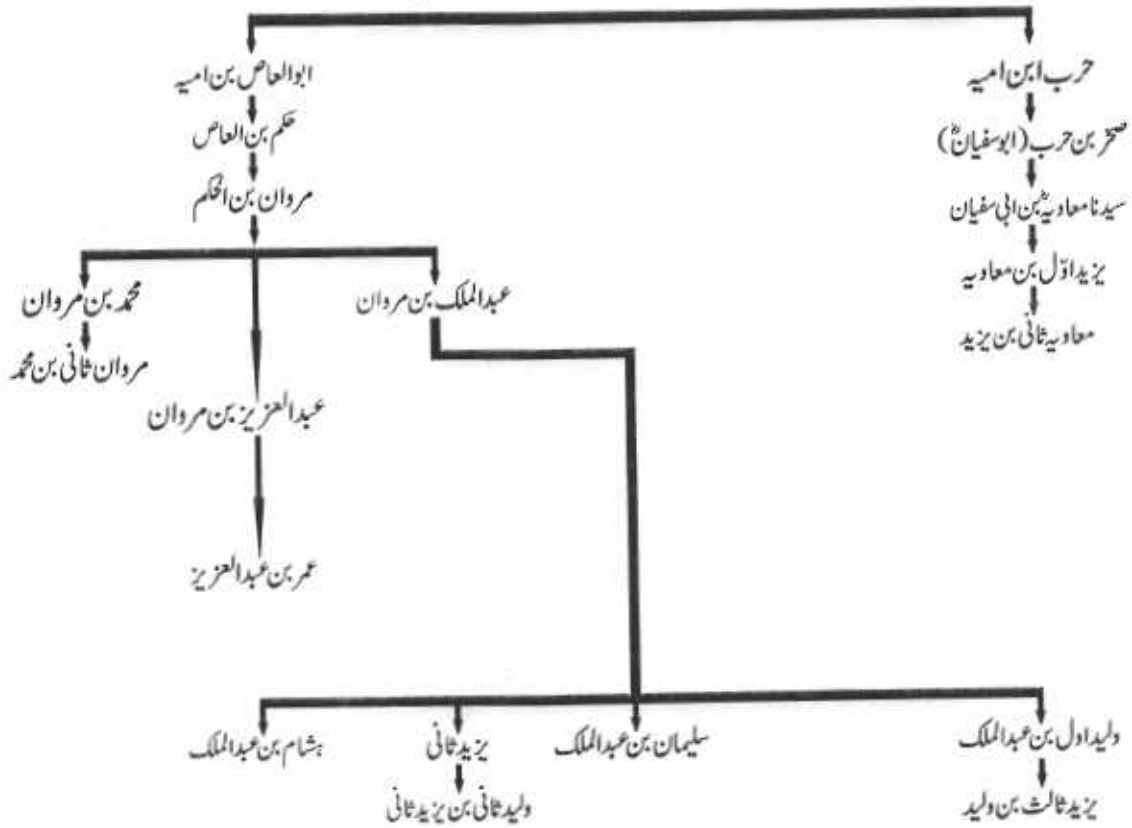 حرب ابن امیہ
ابوالعاص بن امیہ
صخر بن حرب (ابوسفیانؓ)
حکم بن العاص
سیدنا معاویہؓ بن ابی سفیان
مروان بن الحکم
یزید اوّل بن معاویہ
معاویہ ثانی بن یزید
عبدالملک بن مروان
محمد بن مروان
مروان ثانی بن محمد
عبدالعزیز بن مروان
عمر بن عبدالعزیز
ولید اول بن عبدالملک
سلیمان بن عبدالملک
یزید ثانی
ہشام بن عبدالملک
یزید ثالث بن ولید
ولید ثانی بن یزید ثانی